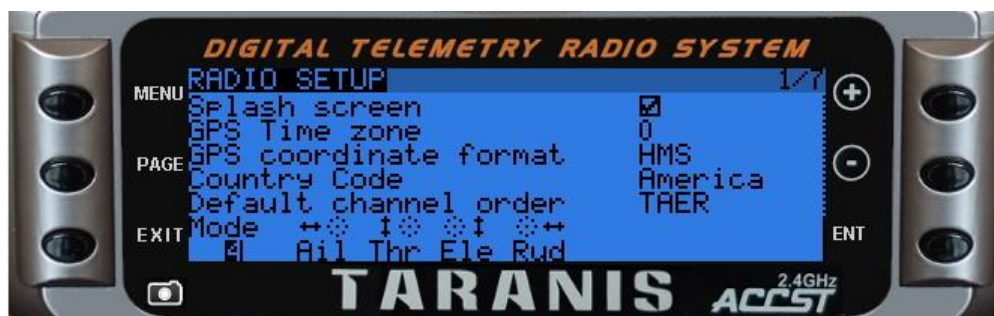 DIGITAL TELEMETRY RADIO SYSTEM
RADIO SETUP 1/7
MENU
Splash screen
GPS Time zone 0
PAGE
GPS coordinate format HMS
Country Code America
Default channel order TAER
EXIT
Mode
4 Ail Thr Ele Rud
ENT
TARANIS
2.4GHz
ACCST